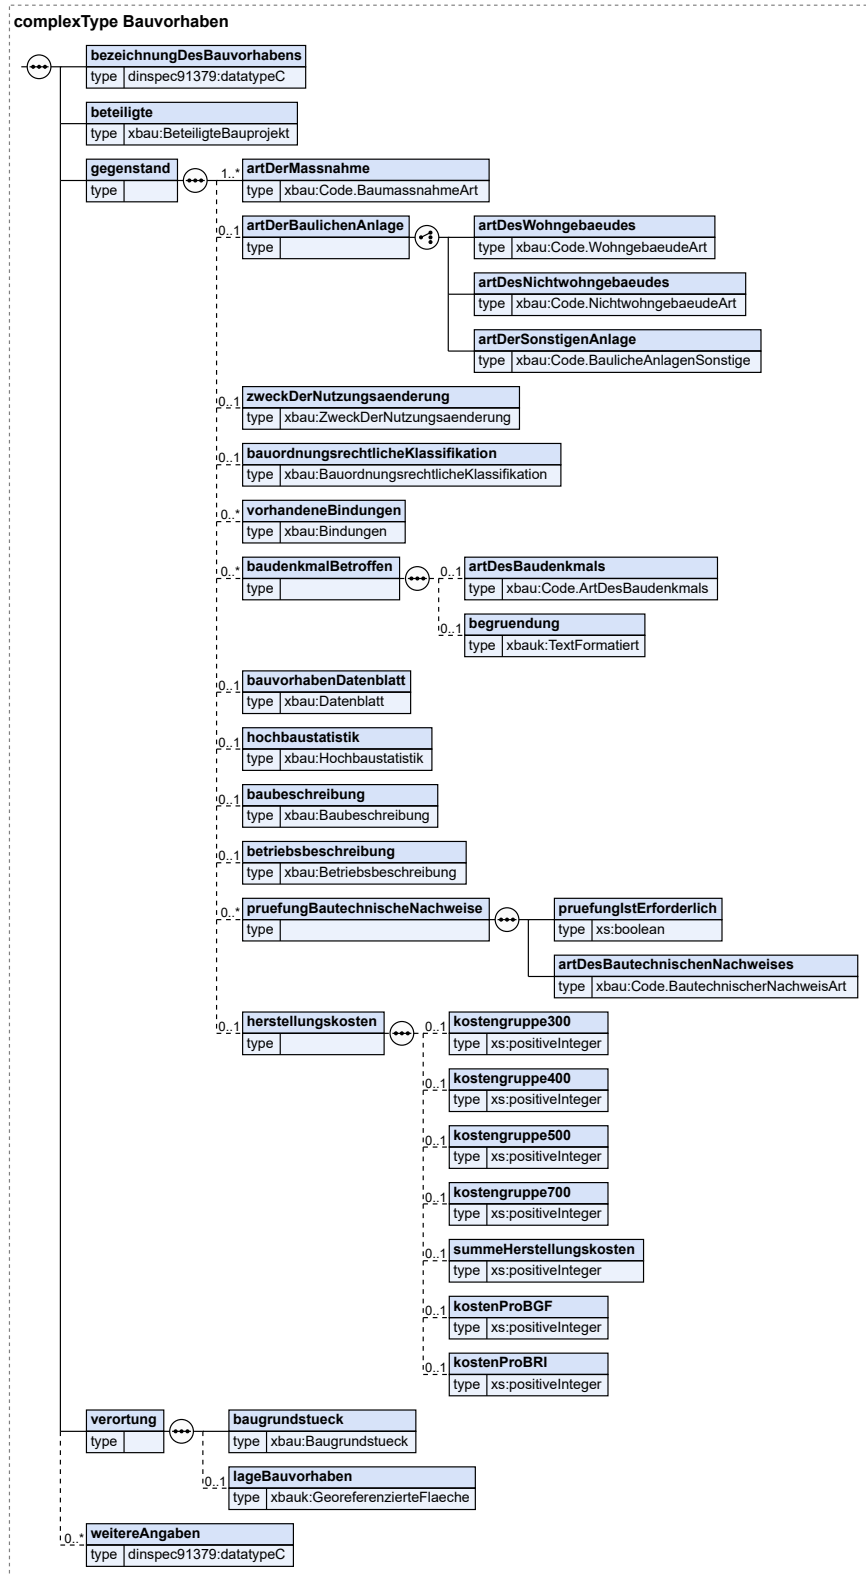 complexType Bauvorhaben
bezeichnungDesBauvorhabens
type dinspec91379:datatypeC
beteiligte
type xbau:BeteiligteBauprojekt
gegenstand
type
1..* artDerMassnahme
type xbau:Code.BaumassnahmeArt
0..1 artDerBaulichenAnlage
type
artDesWohngebaeudes
type xbau:Code.WohngebaeudeArt
artDesNichtwohngebaeudes
type xbau:Code.NichtwohngebaeudeArt
artDerSonstigenAnlage
type xbau:Code.BaulicheAnlagenSonstige
0..1 zweckDerNutzungsaenderung
type xbau:ZweckDerNutzungsaenderung
0..1 bauordnungsrechtlicheKlassifikation
type xbau:BauordnungsrechtlicheKlassifikation
0..* vorhandeneBindungen
type xbau:Bindungen
0..* baudenkmalBetroffen
type
0..1 artDesBaudenkmals
type xbau:Code.ArtDesBaudenkmals
0..1 begruendung
type xbauk:TextFormatiert
0..1 bauvorhabenDatenblatt
type xbau:Datenblatt
0..1 hochbaustatistik
type xbau:Hochbaustatistik
0..1 baubeschreibung
type xbau:Baubeschreibung
0..1 betriebsbeschreibung
type xbau:Betriebsbeschreibung
0..* pruefungBautechnischeNachweise
type
pruefungIstErforderlich
type xs:boolean
artDesBautechnischenNachweises
type xbau:Code.BautechnischerNachweisArt
0..1 herstellungskosten
type
0..1 kostengruppe300
type xs:positiveInteger
0..1 kostengruppe400
type xs:positiveInteger
0..1 kostengruppe500
type xs:positiveInteger
0..1 kostengruppe700
type xs:positiveInteger
0..1 summeHerstellungskosten
type xs:positiveInteger
0..1 kostenProBGF
type xs:positiveInteger
0..1 kostenProBRI
type xs:positiveInteger
verortung
type
baugrundstueck
type xbau:Baugrundstueck
0..1 lageBauvorhaben
type xbauk:GeoreferenzierteFlaeche
0..* weitereAngaben
type dinspec91379:datatypeC